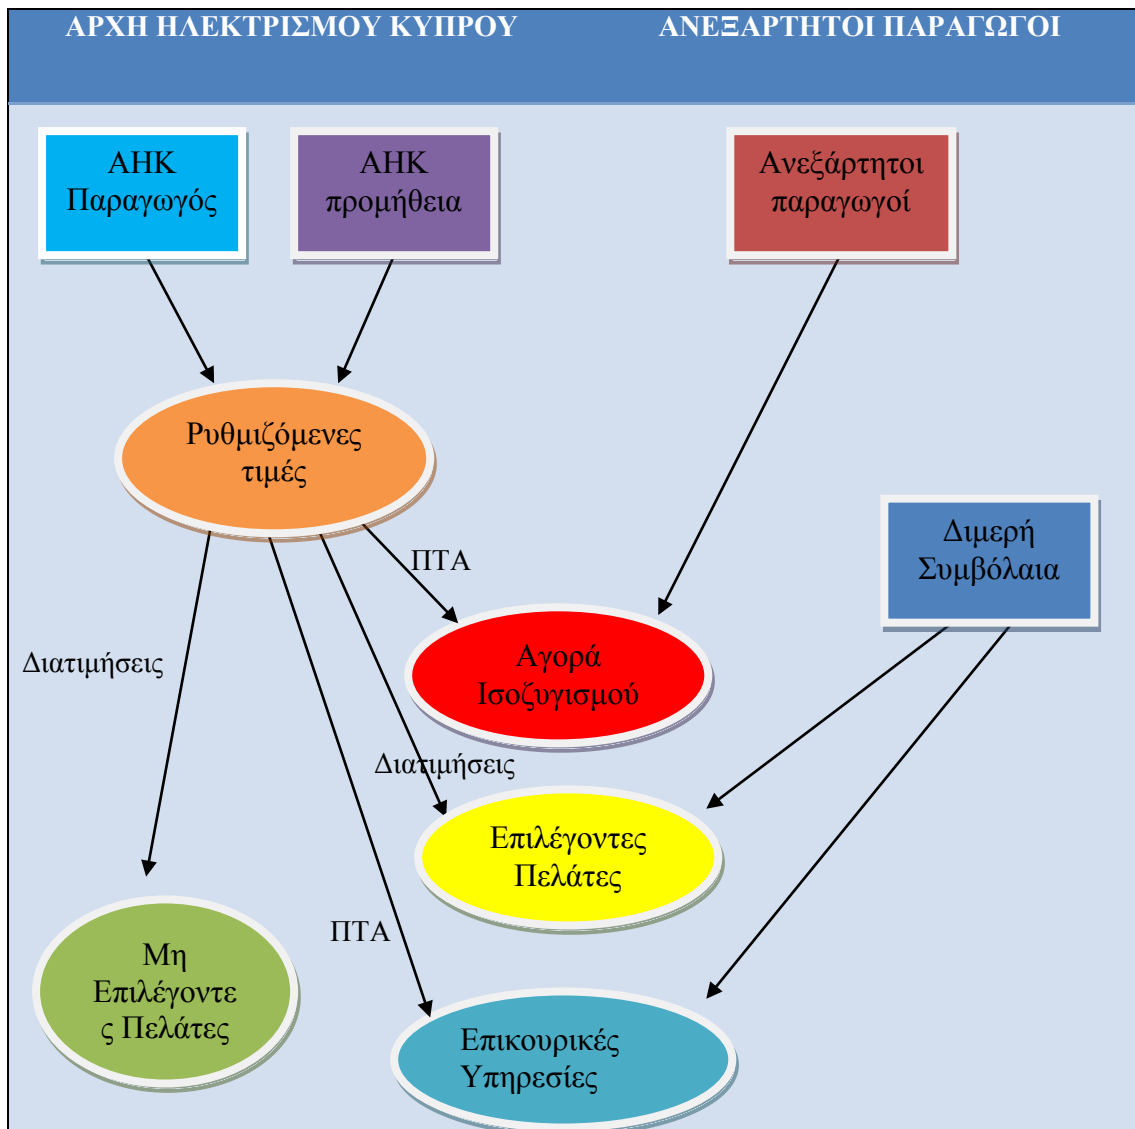 ΑΡΧΗ ΗΛΕΚΤΡΙΣΜΟΥ ΚΥΠΡΟΥ
ΑΝΕΞΑΡΤΗΤΟΙ ΠΑΡΑΓΩΓΟΙ
ΑΗΚ
Παραγωγός
ΑΗΚ
προμήθεια
Ανεξάρτητοι
παραγωγοί
Ρυθμιζόμενες
τιμές
Διμερή
Συμβόλαια
ΠΤΑ
Αγορά
Ισοζυγισμού
Διατιμήσεις
Διατιμήσεις
Επιλέγοντες
Πελάτες
ΠΤΑ
Μη
Επιλέγοντε
ς Πελάτες
Επικουρικές
Υπηρεσίες